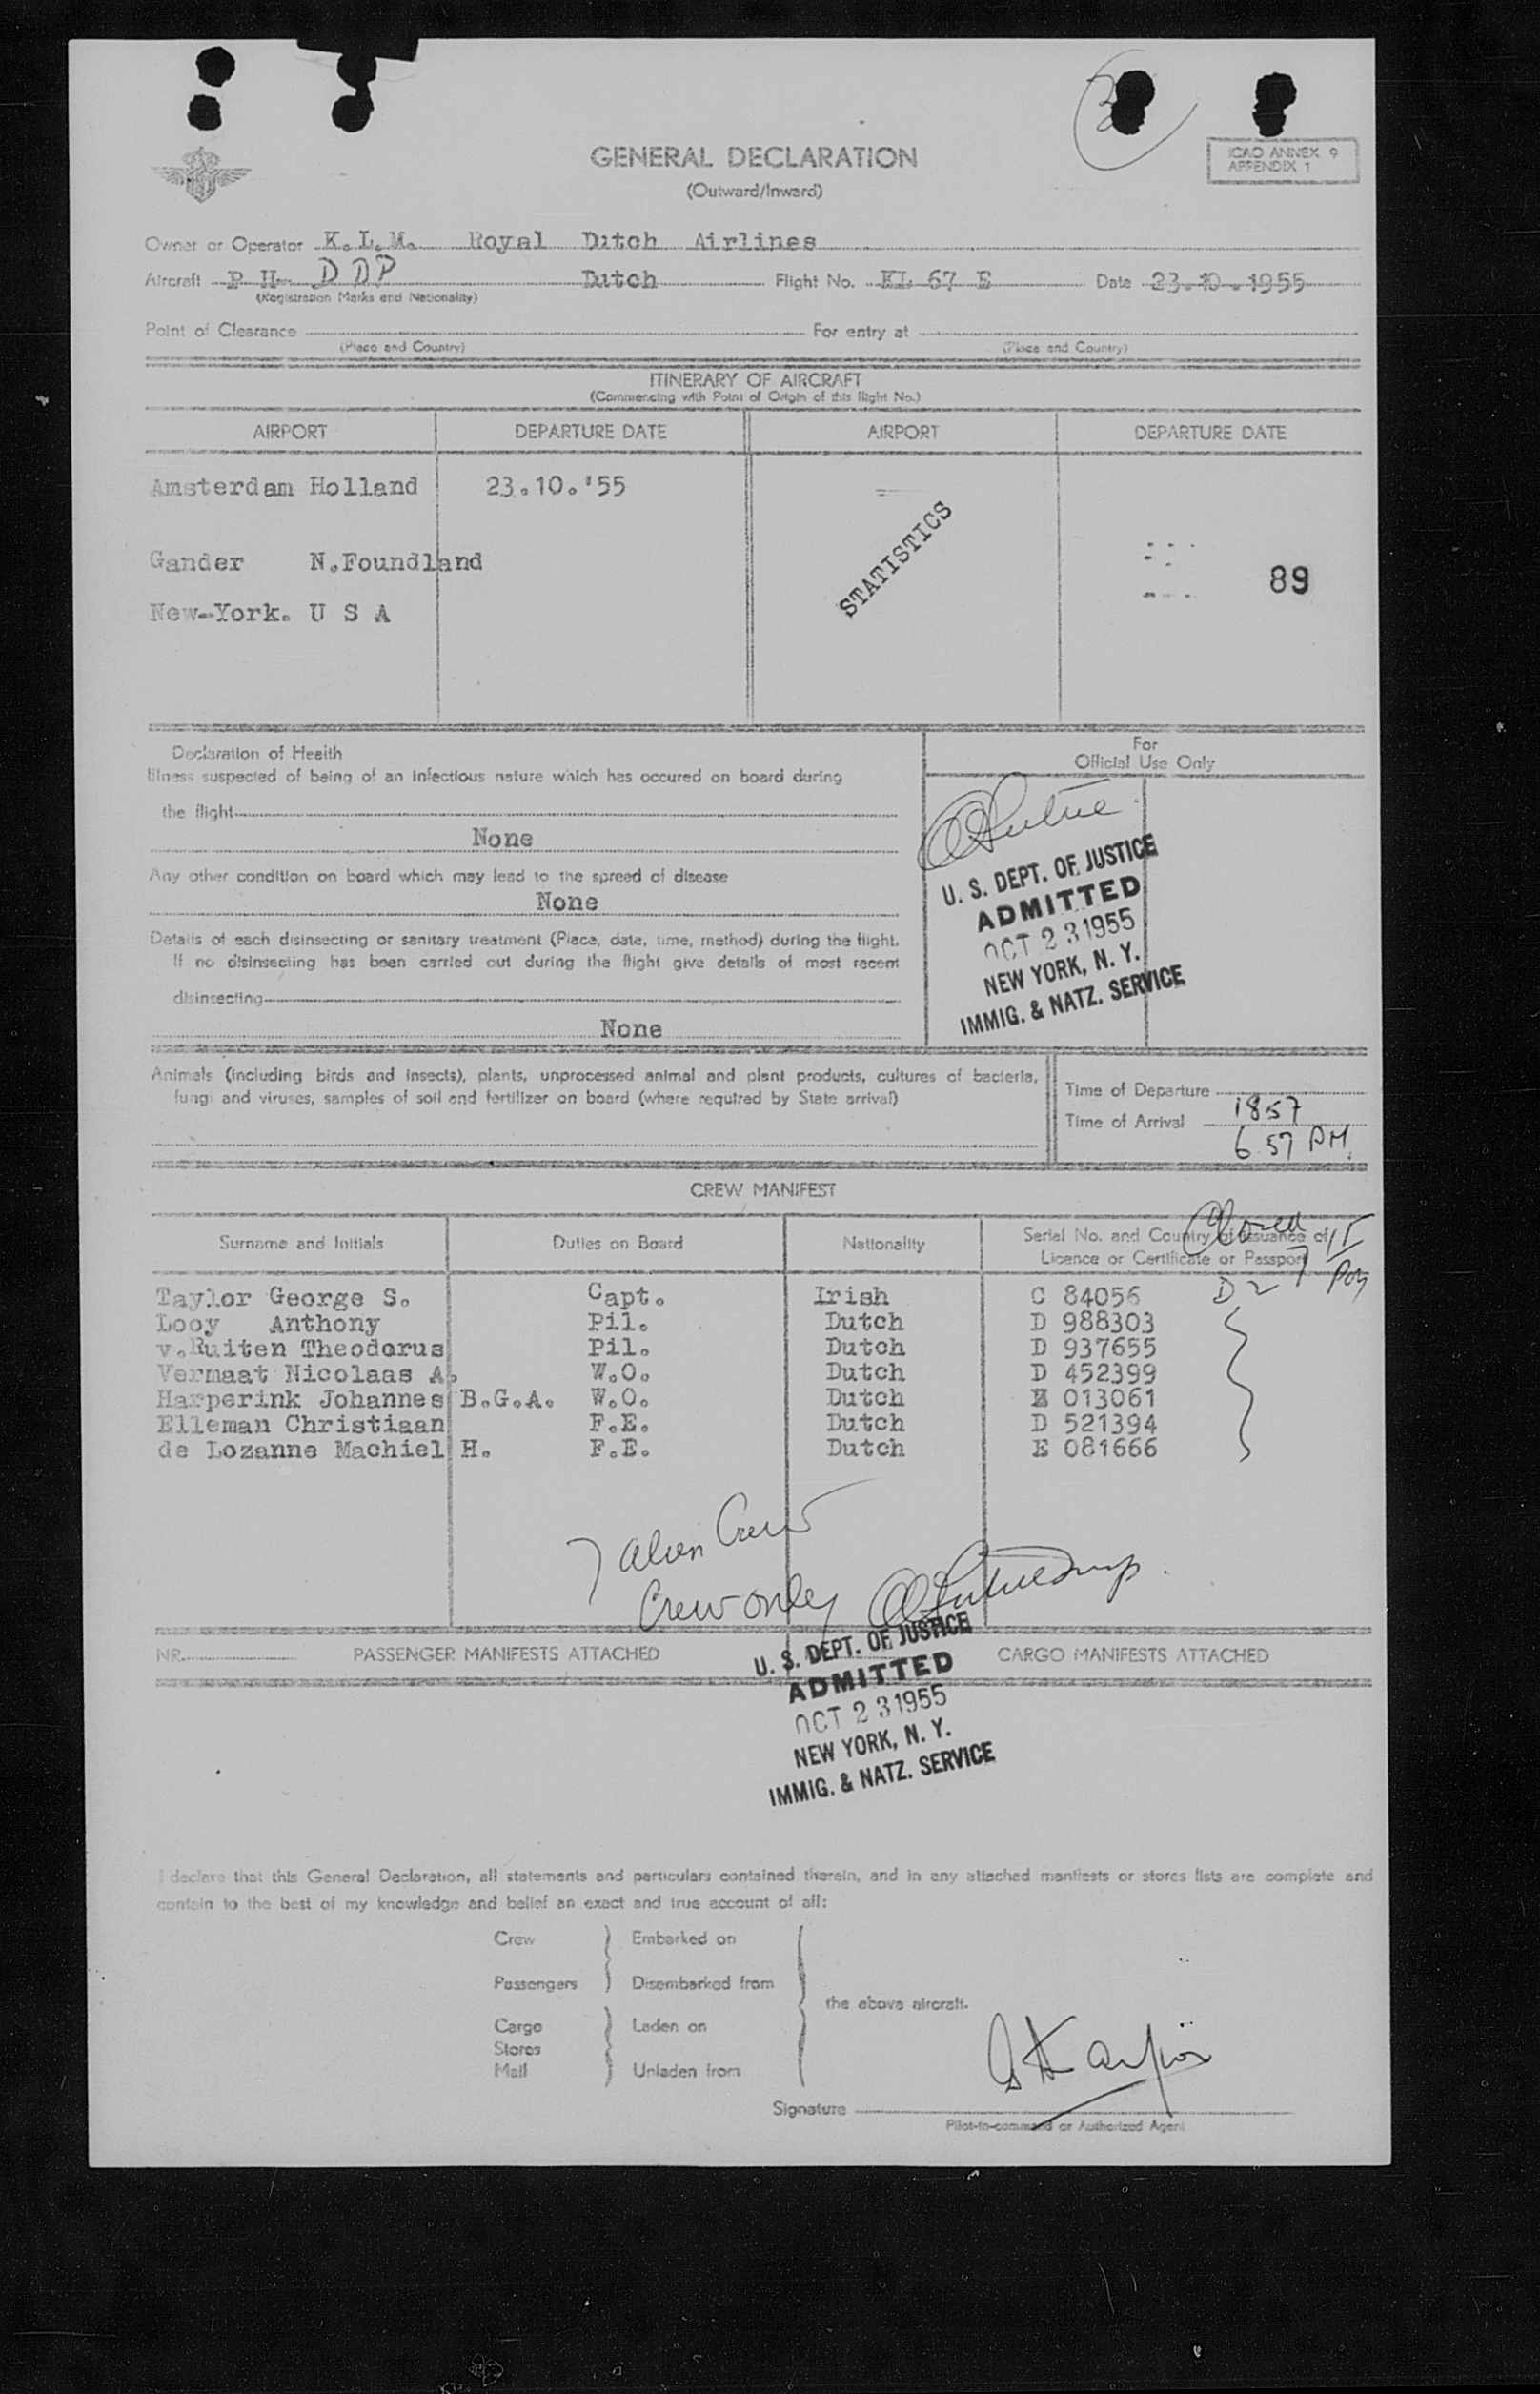 GENERAL DECLARATION
(Outward/Inward)
ICAO ANNEX 9
APPENDIX 1
Owner or Operator K.L.M. Royal Dutch Airlines
Aircraft P H- DDP Dutch Flight No. KL 67 E Date 23.10.1955
(Registration Marks and Nationality)
Point of Clearance For entry at
(Place and Country) (Place and Country)
ITINERARY OF AIRCRAFT
(Commencing with Point of Origin of this flight No.)
AIRPORT DEPARTURE DATE AIRPORT DEPARTURE DATE
Amsterdam Holland 23.10.'55
STATISTICS
Gander N.Foundland
89
New-York. U S A
Declaration of Health
Illness suspected of being of an infectious nature which has occured on board during
the flight
None
Any other condition on board which may lead to the spreed of disease
None
Details of each disinsecting or sanitary treatment (Place, date, time, method) during the flight.
If no disinsecting has been carried out during the flight give details of most recent
disinsecting
None
For
Official Use Only
U. S. DEPT. OF JUSTICE
ADMITTED
OCT 23 1955
NEW YORK, N. Y.
IMMIG. & NATZ. SERVICE
Animals (including birds and insects), plants, unprocessed animal and plant products, cultures of bacteria,
fungi and viruses, samples of soil and fertilizer on board (where required by State arrival)
Time of Departure
Time of Arrival 1857
6.57 PM.
CREW MANIFEST
Closed
Surname and Initials Duties on Board Nationality Serial No. and Country of Issuance of
Licence or Certificate or Passport
D2
Taylor George S. Capt. Irish C 84056
Looy Anthony Pil. Dutch D 988303
v.Ruiten Theodorus Pil. Dutch D 937655
Vermaat Nicolaas A. W.O. Dutch D 452399
Harperink Johannes B.G.A. W.O. Dutch E 013061
Elleman Christiaan F.E. Dutch D 521394
de Lozanne Machiel H. F.E. Dutch E 081666
7 alien Crew
Crew only
NR. PASSENGER MANIFESTS ATTACHED CARGO MANIFESTS ATTACHED
U. S. DEPT. OF JUSTICE
ADMITTED
OCT 23 1955
NEW YORK, N. Y.
IMMIG. & NATZ. SERVICE
I declare that this General Declaration, all statements and particulars contained therein, and in any attached manifests or stores lists are complete and
contain to the best of my knowledge and belief an exact and true account of all:
Crew Embarked on
Passengers Disembarked from
the above aircraft.
Cargo Laden on
Stores
Mail Unladen from
Signature
Pilot-in-command or Authorized Agent